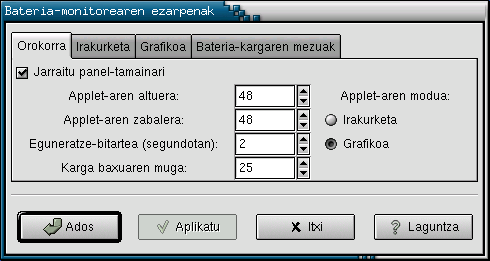 Bateria-monitorearen ezarpenak
Orokorra Irakurketa Grafikoa Bateria-kargaren mezuak
Jarraitu panel-tamainari
Applet-aren altuera: 48 Applet-aren modua:
Applet-aren zabalera: 48 Irakurketa
Eguneratze-bitartea (segundotan): 2 Grafikoa
Karga baxuaren muga: 25
Ados Aplikatu Itxi Laguntza